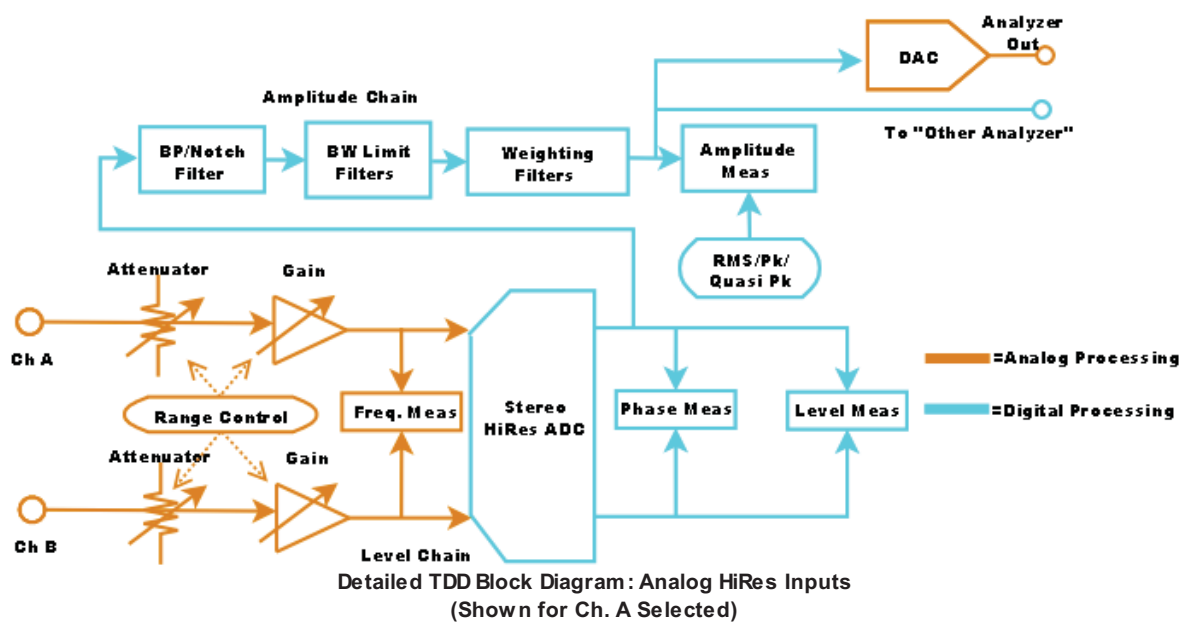 Analyzer
Out
DAC
Amplitude Chain
To "Other Analyzer"
BP/Notch
Filter
BW Limit
Filters
Weighting
Filters
Amplitude
Meas
RMS/Pk/
Quasi Pk
Attenuator
Gain
Ch A
Range Control
Freq. Meas
Stereo
HiRes ADC
Phase Meas
Level Meas
=Analog Processing
=Digital Processing
Attenuator
Gain
Ch B
Level Chain
Detailed TDD Block Diagram: Analog HiRes Inputs
(Shown for Ch. A Selected)